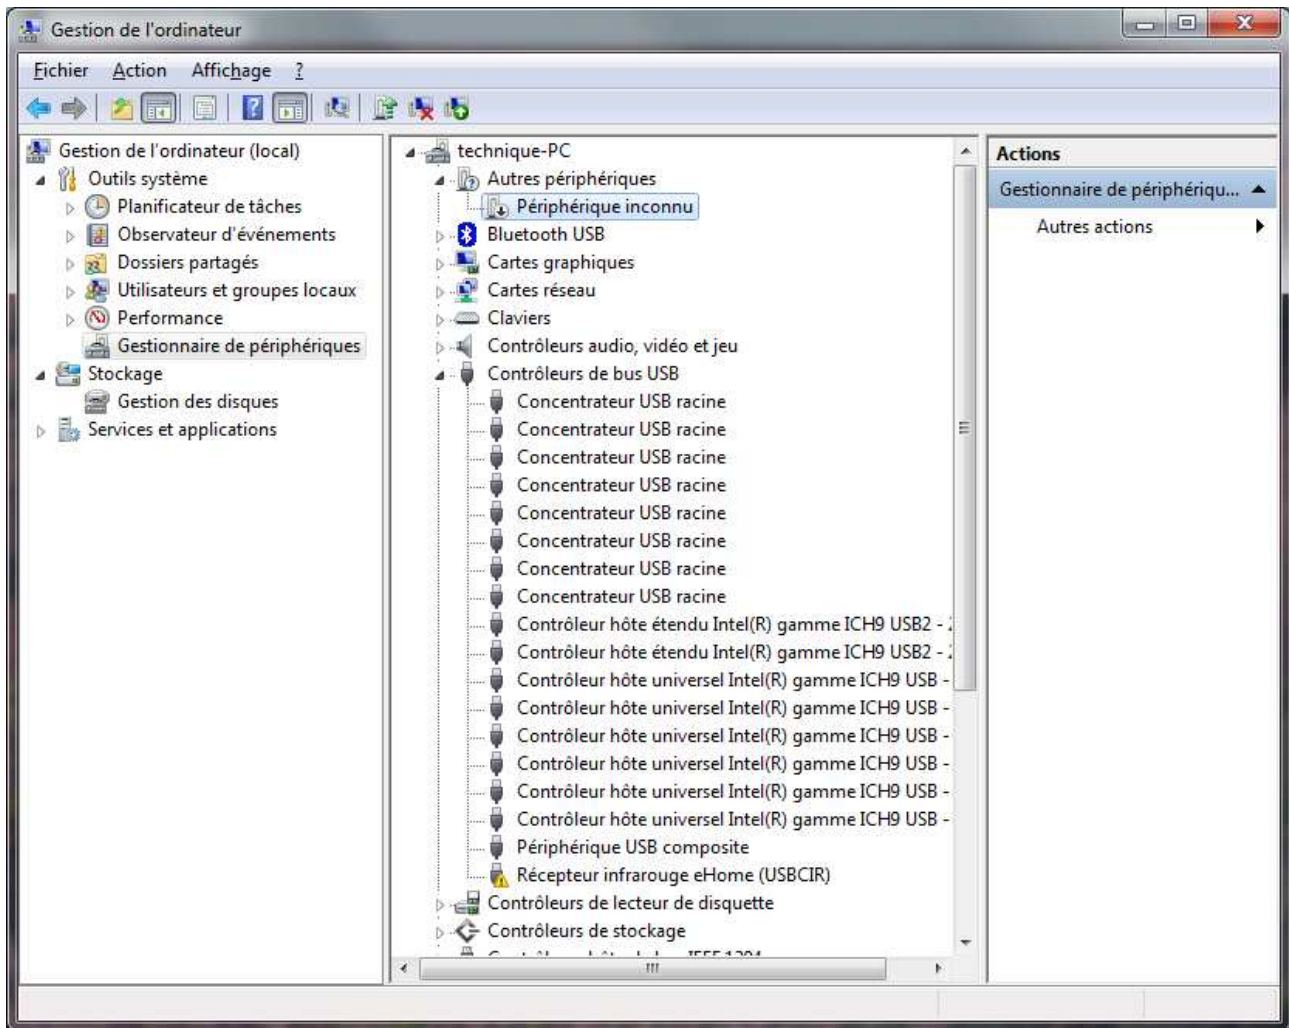 Gestion de l'ordinateur
Fichier Action Affichage ?
Gestion de l'ordinateur (local)
Outils système
Planificateur de tâches
Observateur d'événements
Dossiers partagés
Utilisateurs et groupes locaux
Performance
Gestionnaire de périphériques
Stockage
Gestion des disques
Services et applications
technique-PC
Autres périphériques
Périphérique inconnu
Bluetooth USB
Cartes graphiques
Cartes réseau
Claviers
Contrôleurs audio, vidéo et jeu
Contrôleurs de bus USB
Concentrateur USB racine
Concentrateur USB racine
Concentrateur USB racine
Concentrateur USB racine
Concentrateur USB racine
Concentrateur USB racine
Concentrateur USB racine
Concentrateur USB racine
Contrôleur hôte étendu Intel(R) gamme ICH9 USB2 -
Contrôleur hôte étendu Intel(R) gamme ICH9 USB2 -
Contrôleur hôte universel Intel(R) gamme ICH9 USB -
Contrôleur hôte universel Intel(R) gamme ICH9 USB -
Contrôleur hôte universel Intel(R) gamme ICH9 USB -
Contrôleur hôte universel Intel(R) gamme ICH9 USB -
Contrôleur hôte universel Intel(R) gamme ICH9 USB -
Contrôleur hôte universel Intel(R) gamme ICH9 USB -
Périphérique USB composite
Récepteur infrarouge eHome (USBCIR)
Contrôleurs de lecteur de disquette
Contrôleurs de stockage
Actions
Gestionnaire de périphériqu...
Autres actions